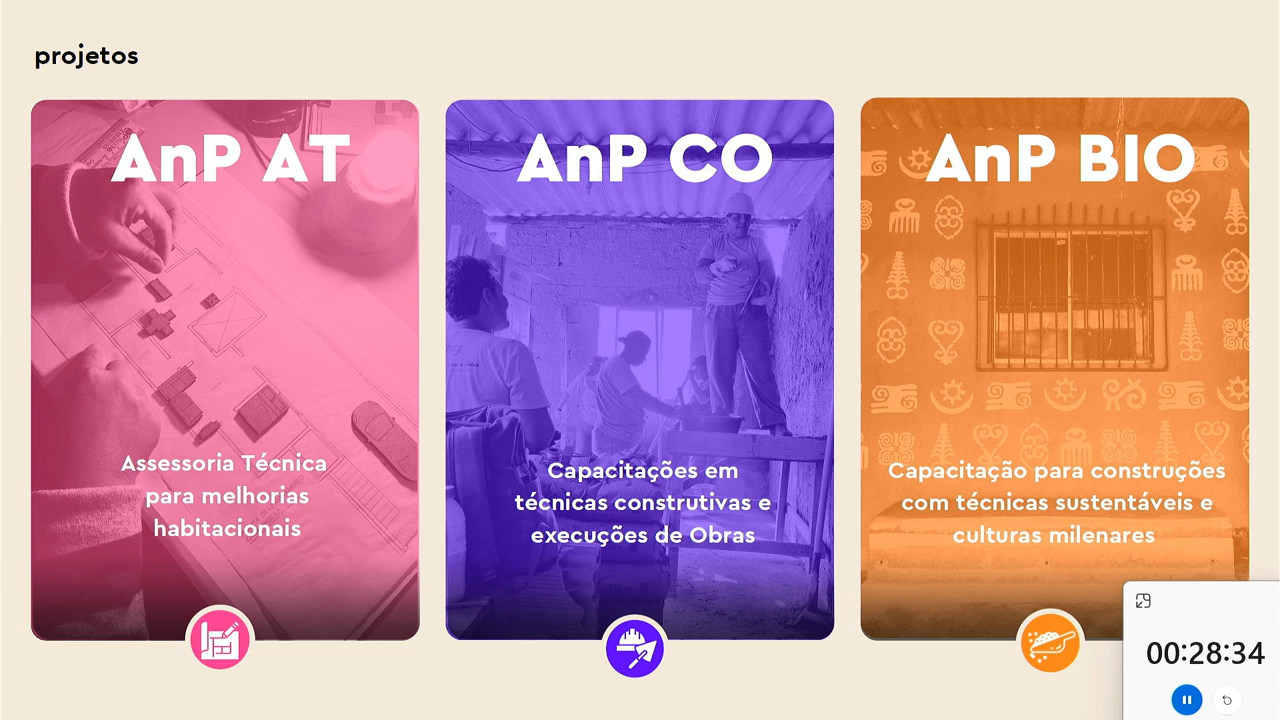 projetos
AnP AT
Assessoria Técnica
para melhorias
habitacionais
AnP CO
Capacitações em
técnicas construtivas e
execuções de Obras
AnP BIO
Capacitação para construções
com técnicas sustentáveis e
culturas milenares
00:28:34